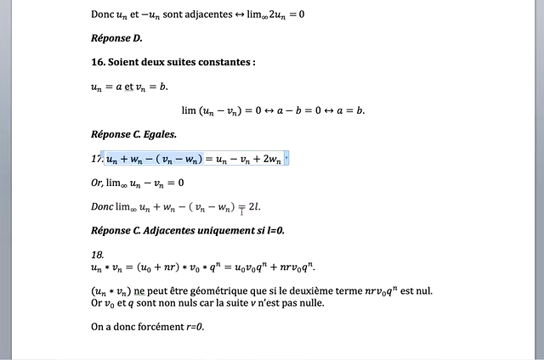 Donc uₙ et −uₙ sont adjacentes ↔ lim∞ 2uₙ = 0
Réponse D.
16. Soient deux suites constantes :
uₙ = a et vₙ = b.
lim (uₙ − vₙ) = 0 ↔ a − b = 0 ↔ a = b.
Réponse C. Egales.
17. uₙ + wₙ − ( vₙ − wₙ) = uₙ − vₙ + 2wₙ
Or, lim∞ uₙ − vₙ = 0
Donc lim∞ uₙ + wₙ − ( vₙ − wₙ) = 2l.
Réponse C. Adjacentes uniquement si l=0.
18.
uₙ * vₙ = (u₀ + nr) * v₀ * qⁿ = u₀v₀qⁿ + nrv₀qⁿ.
(uₙ * vₙ) ne peut être géométrique que si le deuxième terme nrv₀qⁿ est nul.
Or v₀ et q sont non nuls car la suite v n'est pas nulle.
On a donc forcément r=0.